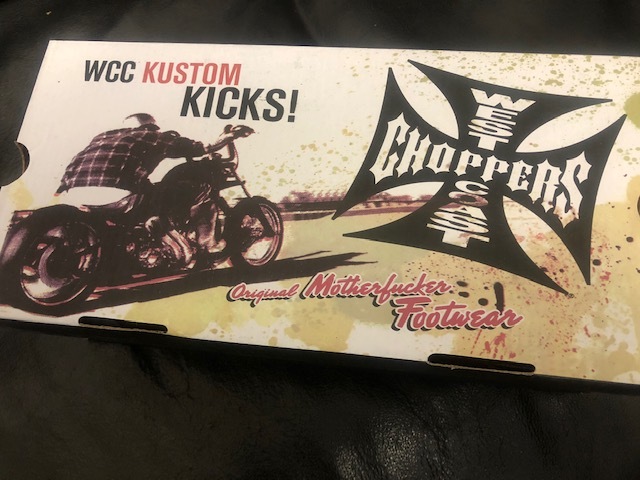 WCC KUSTOM
KICKS!
WEST
CHOPPERS
COAST
Original Motherfucker
Footwear